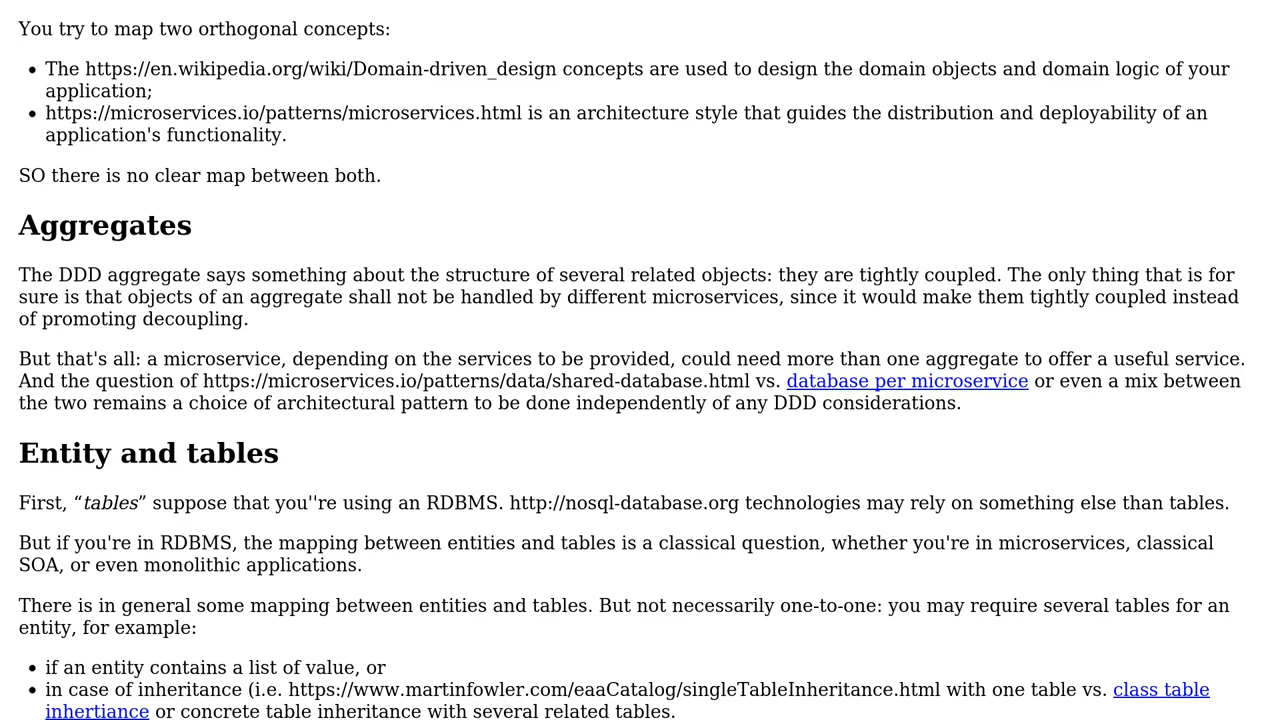 You try to map two orthogonal concepts:
• The https://en.wikipedia.org/wiki/Domain-driven_design concepts are used to design the domain objects and domain logic of your
application;
• https://microservices.io/patterns/microservices.html is an architecture style that guides the distribution and deployability of an
application's functionality.
SO there is no clear map between both.
Aggregates
The DDD aggregate says something about the structure of several related objects: they are tightly coupled. The only thing that is for
sure is that objects of an aggregate shall not be handled by different microservices, since it would make them tightly coupled instead
of promoting decoupling.
But that's all: a microservice, depending on the services to be provided, could need more than one aggregate to offer a useful service.
And the question of https://microservices.io/patterns/data/shared-database.html vs. database per microservice or even a mix between
the two remains a choice of architectural pattern to be done independently of any DDD considerations.
Entity and tables
First, “tables” suppose that you''re using an RDBMS. http://nosql-database.org technologies may rely on something else than tables.
But if you're in RDBMS, the mapping between entities and tables is a classical question, whether you're in microservices, classical
SOA, or even monolithic applications.
There is in general some mapping between entities and tables. But not necessarily one-to-one: you may require several tables for an
entity, for example:
• if an entity contains a list of value, or
• in case of inheritance (i.e. https://www.martinfowler.com/eaaCatalog/singleTableInheritance.html with one table vs. class table
inhertiance or concrete table inheritance with several related tables.